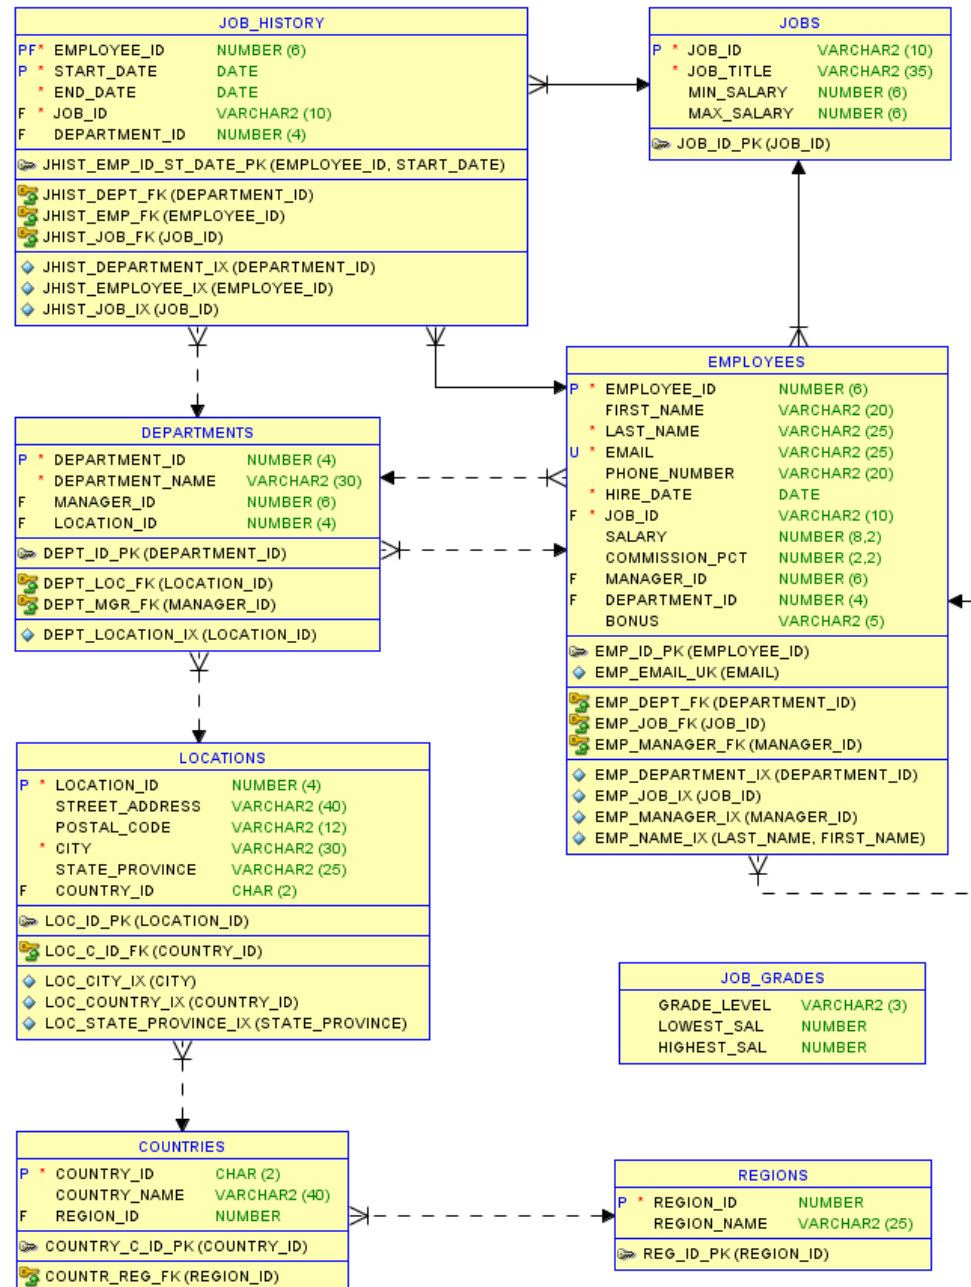 JOB_HISTORY
PF* EMPLOYEE_ID NUMBER (6)
P * START_DATE DATE
* END_DATE DATE
F * JOB_ID VARCHAR2 (10)
F DEPARTMENT_ID NUMBER (4)
JHIST_EMP_ID_ST_DATE_PK (EMPLOYEE_ID, START_DATE)
JHIST_DEPT_FK (DEPARTMENT_ID)
JHIST_EMP_FK (EMPLOYEE_ID)
JHIST_JOB_FK (JOB_ID)
JHIST_DEPARTMENT_IX (DEPARTMENT_ID)
JHIST_EMPLOYEE_IX (EMPLOYEE_ID)
JHIST_JOB_IX (JOB_ID)
JOBS
P * JOB_ID VARCHAR2 (10)
* JOB_TITLE VARCHAR2 (35)
MIN_SALARY NUMBER (6)
MAX_SALARY NUMBER (6)
JOB_ID_PK (JOB_ID)
EMPLOYEES
P * EMPLOYEE_ID NUMBER (6)
FIRST_NAME VARCHAR2 (20)
* LAST_NAME VARCHAR2 (25)
U * EMAIL VARCHAR2 (25)
PHONE_NUMBER VARCHAR2 (20)
* HIRE_DATE DATE
F * JOB_ID VARCHAR2 (10)
SALARY NUMBER (8,2)
COMMISSION_PCT NUMBER (2,2)
F MANAGER_ID NUMBER (6)
F DEPARTMENT_ID NUMBER (4)
BONUS VARCHAR2 (5)
EMP_ID_PK (EMPLOYEE_ID)
EMP_EMAIL_UK (EMAIL)
EMP_DEPT_FK (DEPARTMENT_ID)
EMP_JOB_FK (JOB_ID)
EMP_MANAGER_FK (MANAGER_ID)
EMP_DEPARTMENT_IX (DEPARTMENT_ID)
EMP_JOB_IX (JOB_ID)
EMP_MANAGER_IX (MANAGER_ID)
EMP_NAME_IX (LAST_NAME, FIRST_NAME)
DEPARTMENTS
P * DEPARTMENT_ID NUMBER (4)
* DEPARTMENT_NAME VARCHAR2 (30)
F MANAGER_ID NUMBER (6)
F LOCATION_ID NUMBER (4)
DEPT_ID_PK (DEPARTMENT_ID)
DEPT_LOC_FK (LOCATION_ID)
DEPT_MGR_FK (MANAGER_ID)
DEPT_LOCATION_IX (LOCATION_ID)
LOCATIONS
P * LOCATION_ID NUMBER (4)
STREET_ADDRESS VARCHAR2 (40)
POSTAL_CODE VARCHAR2 (12)
* CITY VARCHAR2 (30)
STATE_PROVINCE VARCHAR2 (25)
F COUNTRY_ID CHAR (2)
LOC_ID_PK (LOCATION_ID)
LOC_C_ID_FK (COUNTRY_ID)
LOC_CITY_IX (CITY)
LOC_COUNTRY_IX (COUNTRY_ID)
LOC_STATE_PROVINCE_IX (STATE_PROVINCE)
JOB_GRADES
GRADE_LEVEL VARCHAR2 (3)
LOWEST_SAL NUMBER
HIGHEST_SAL NUMBER
COUNTRIES
P * COUNTRY_ID CHAR (2)
COUNTRY_NAME VARCHAR2 (40)
F REGION_ID NUMBER
COUNTRY_C_ID_PK (COUNTRY_ID)
COUNTR_REG_FK (REGION_ID)
REGIONS
P * REGION_ID NUMBER
REGION_NAME VARCHAR2 (25)
REG_ID_PK (REGION_ID)